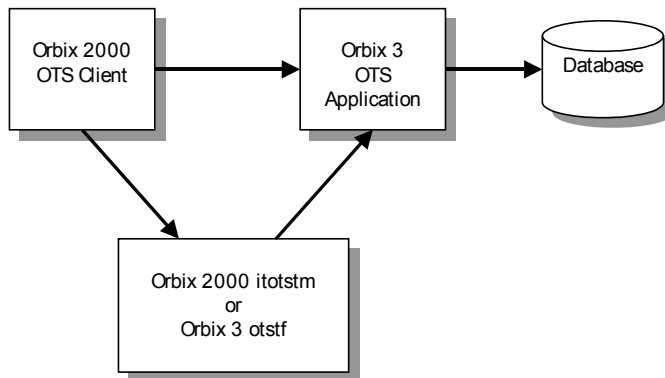 Orbix 2000
OTS Client
Orbix 3
OTS
Application
Database
Orbix 2000 itotstm
or
Orbix 3 otstf